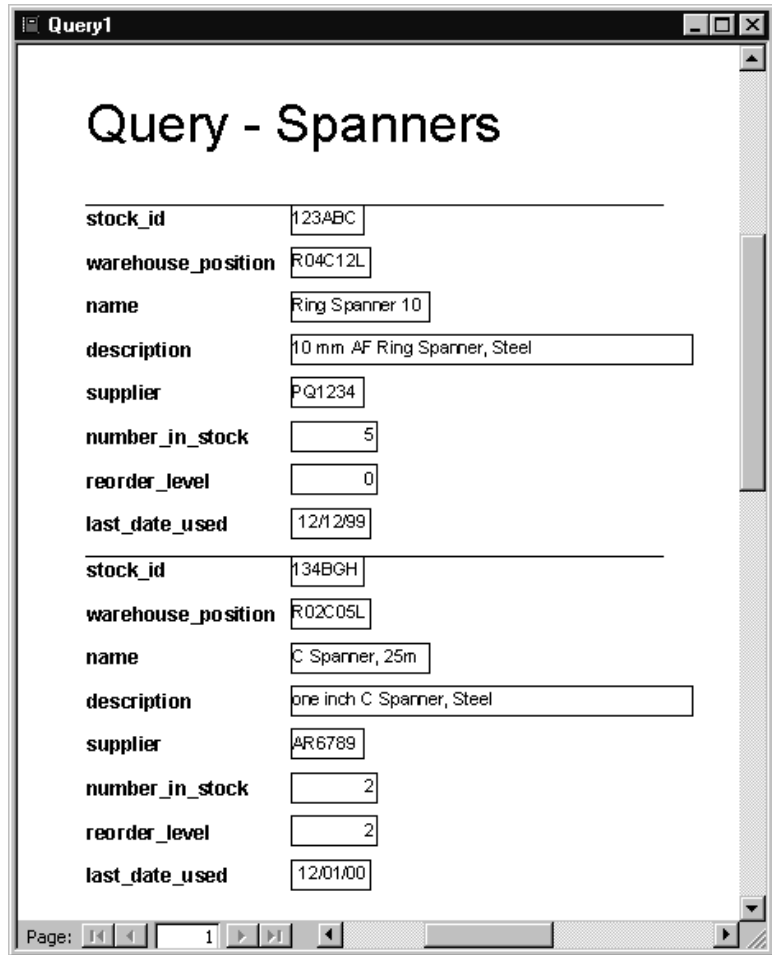 Query1
Query - Spanners
stock_id 123ABC
warehouse_position R04C12L
name Ring Spanner 10
description 10 mm AF Ring Spanner, Steel
supplier PQ1234
number_in_stock 5
reorder_level 0
last_date_used 12/12/99
stock_id 134BGH
warehouse_position R02C05L
name C Spanner, 25m
description one inch C Spanner, Steel
supplier AR6789
number_in_stock 2
reorder_level 2
last_date_used 12/01/00
Page: 1